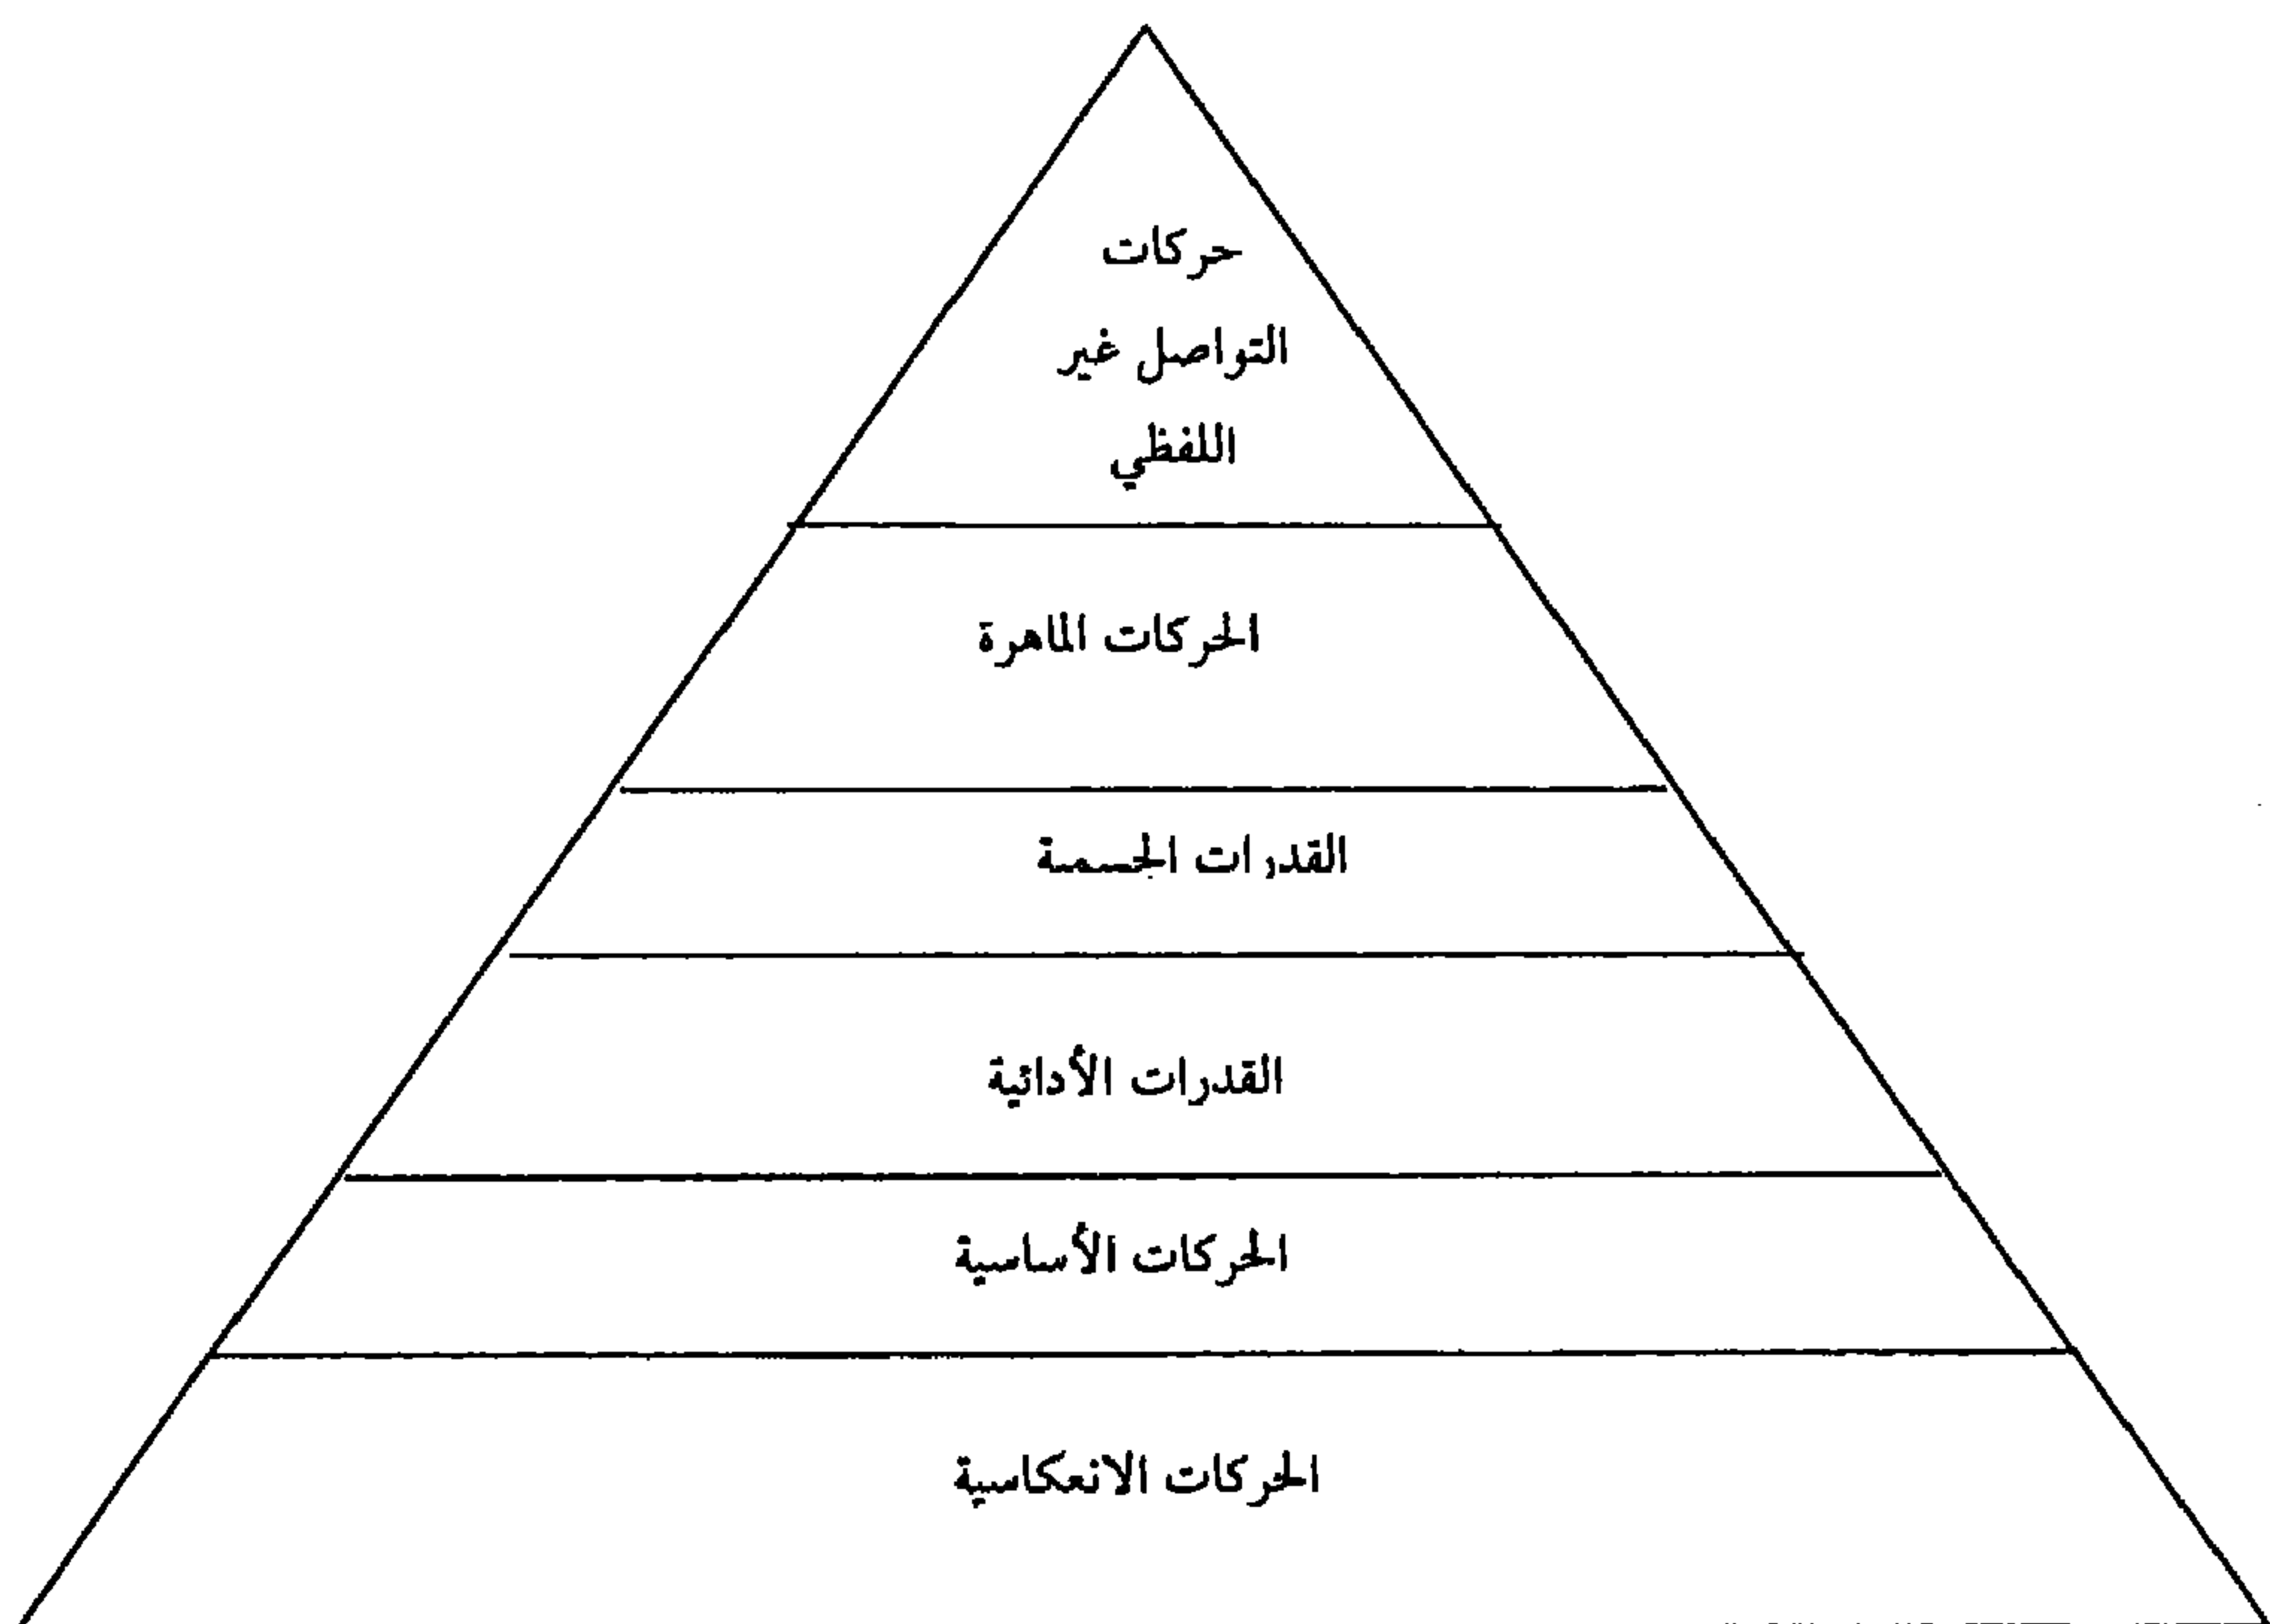 حركات
التواصل غير
اللفظي
الحركات الماهرة
القدرات الجسمية
القدرات الأدائية
الحركات الأساسية
الحركات الانعكاسية